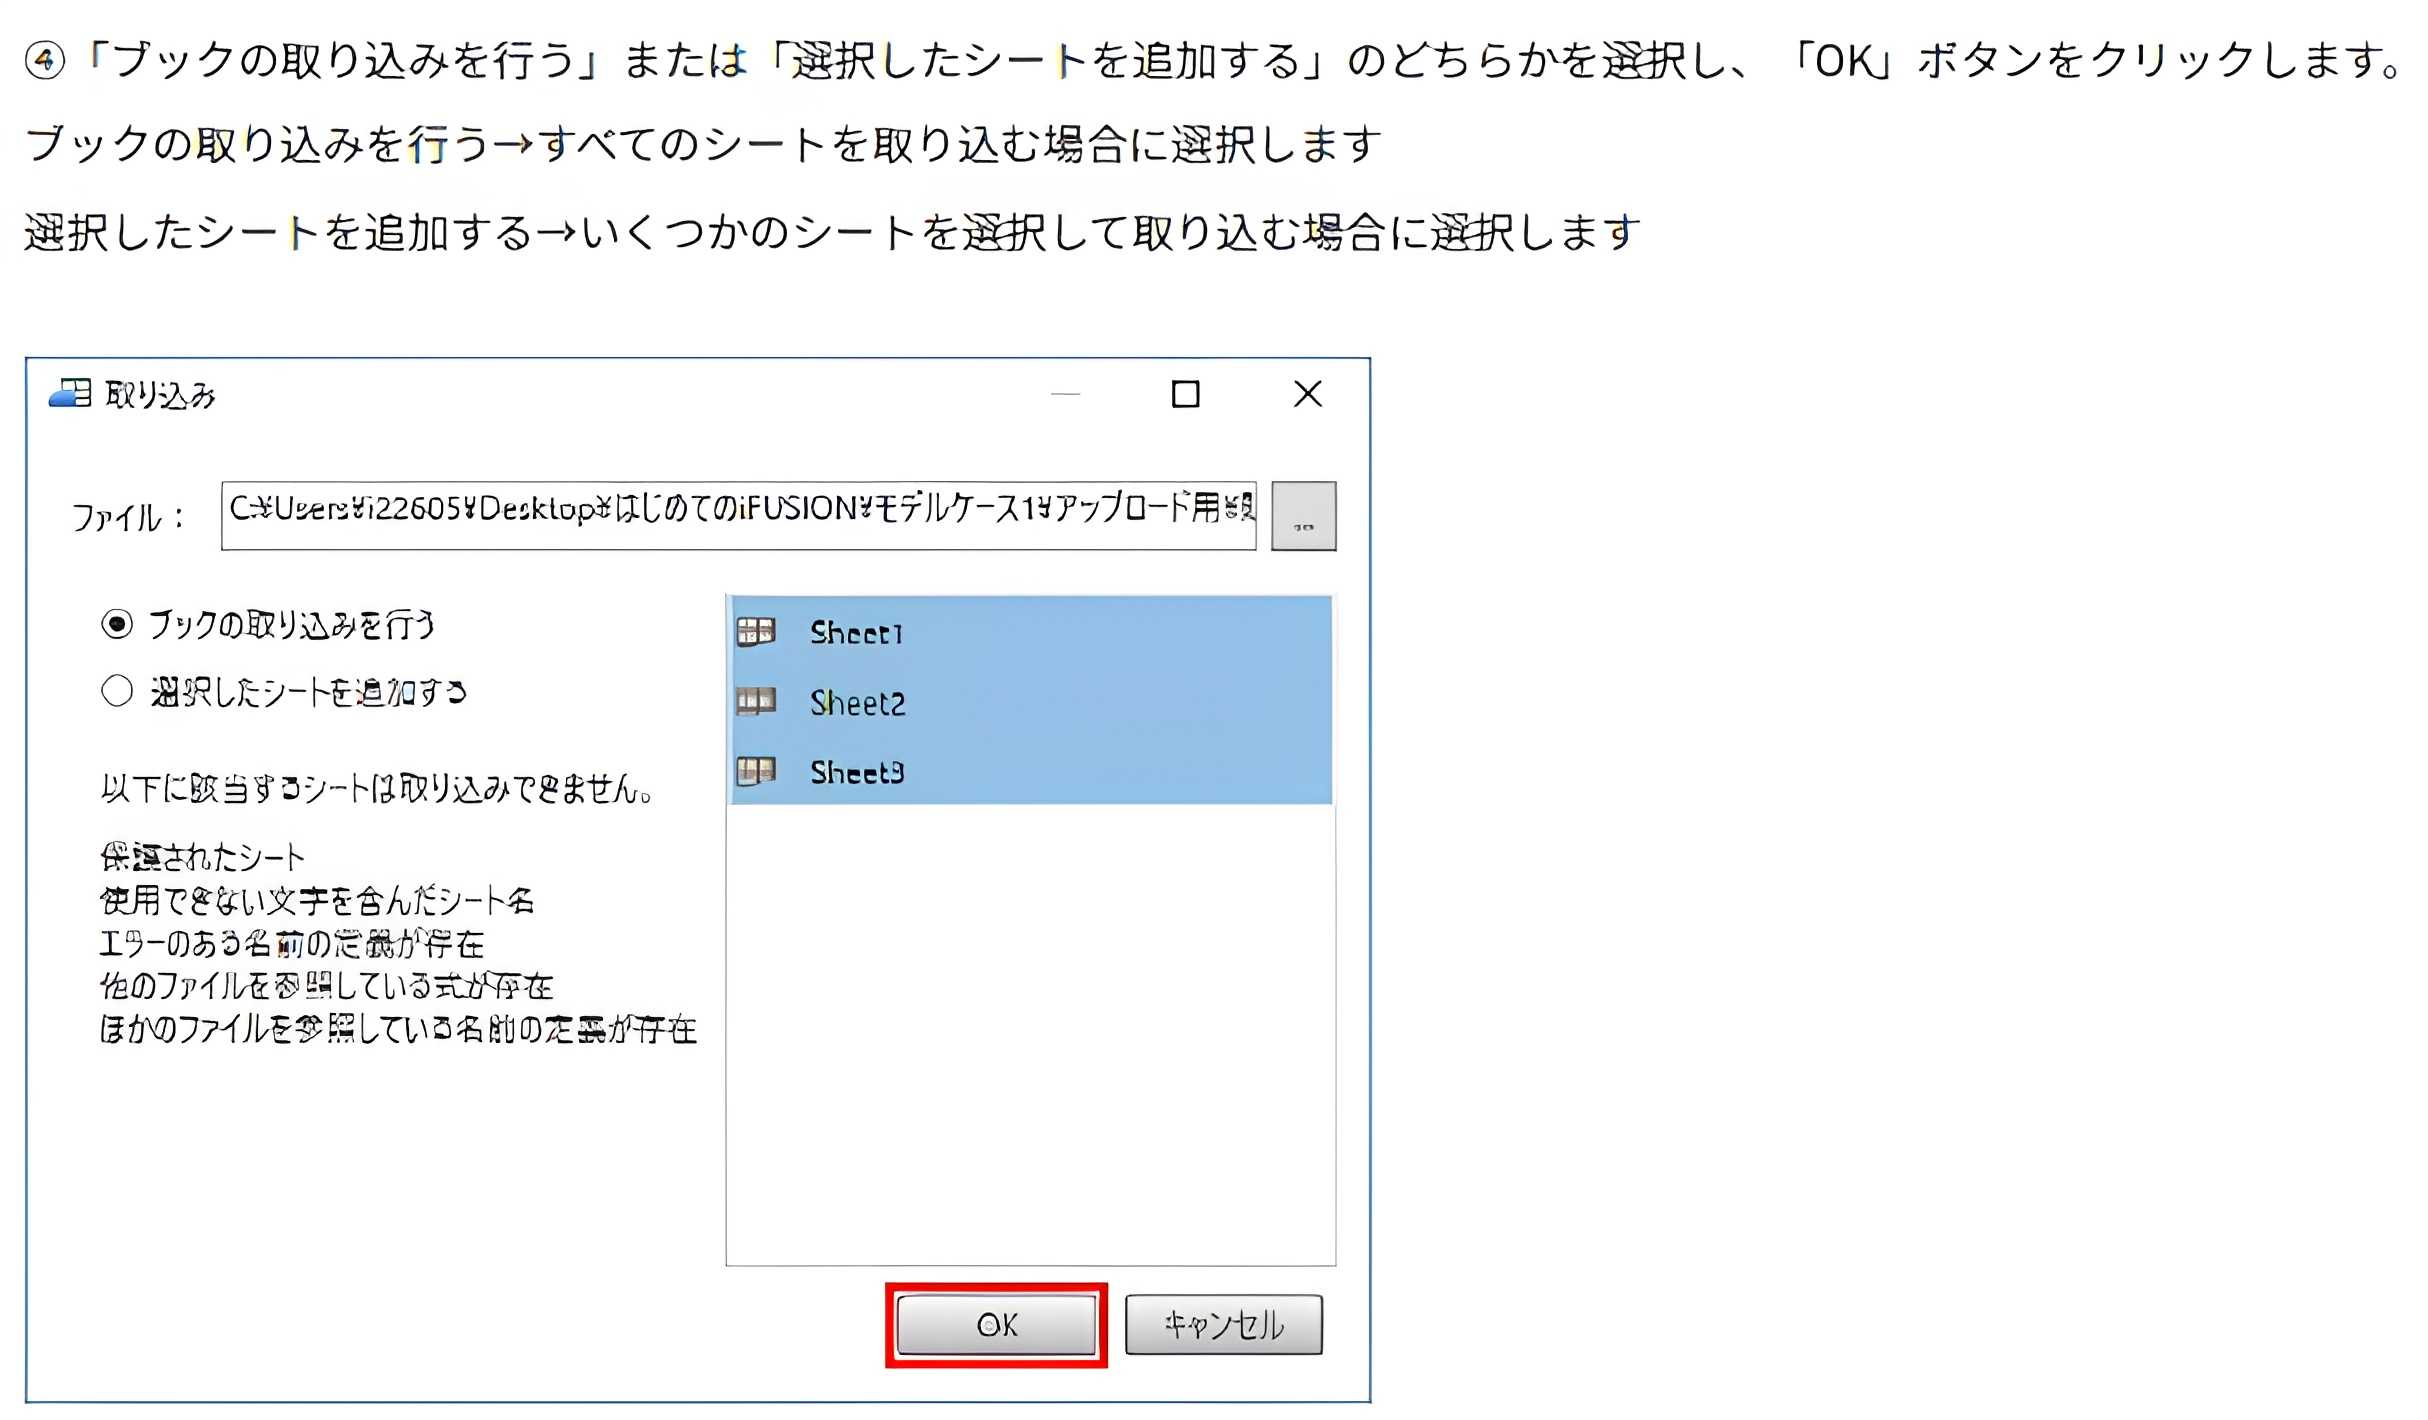 ④「ブックの取り込みを行う」または「選択したシートを追加する」のどちらかを選択し、「OK」ボタンをクリックします。
ブックの取り込みを行う→すべてのシートを取り込む場合に選択します
選択したシートを追加する→いくつかのシートを選択して取り込む場合に選択します
取り込み
ファイル：
C:¥Users¥i22605¥Desktop¥はじめてのiFUSION¥モデルケース1¥アップロード用¥
...
ブックの取り込みを行う
選択したシートを追加する
Sheet1
Sheet2
Sheet3
以下に該当するシートは取り込みできません。
保護されたシート
使用できない文字を含んだシート名
エラーのある名前の定義が存在
他のファイルを参照している式が存在
ほかのファイルを参照している名前の定義が存在
OK
キャンセル